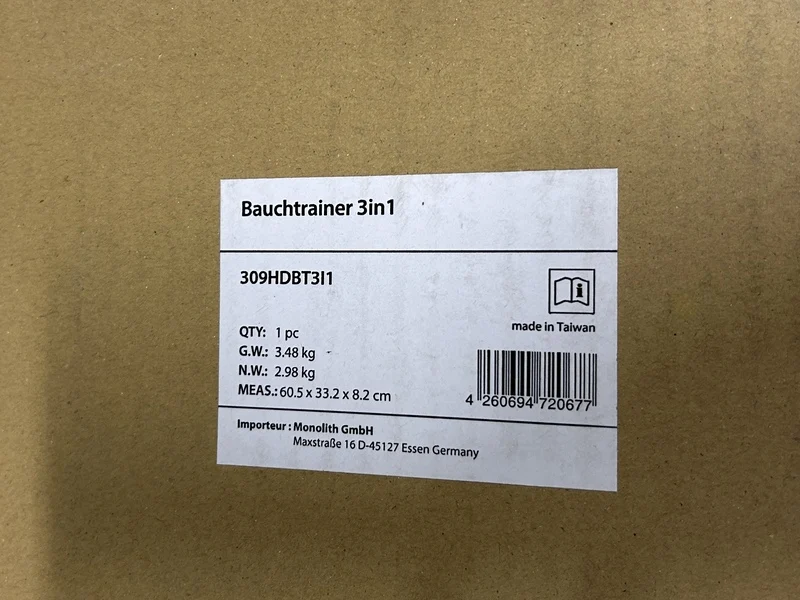 Bauchtrainer 3in1
309HDBT3I1
made in Taiwan
QTY: 1 pc
G.W.: 3.48 kg
N.W.: 2.98 kg
MEAS.: 60.5 x 33.2 x 8.2 cm
4 260694 720677
Importeur : Monolith GmbH
Maxstraße 16 D-45127 Essen Germany